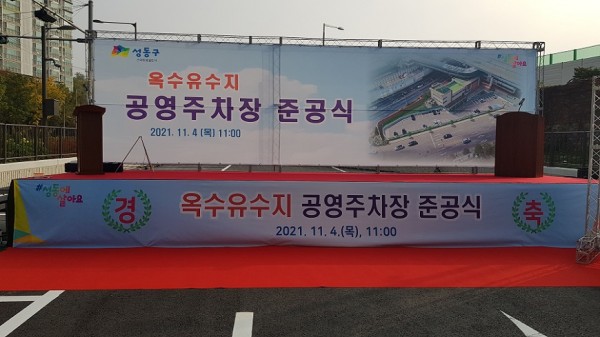 성동구
옥수유수지
공영주차장 준공식
2021. 11. 4 (목) 11:00
#성동에
살아요
경
옥수유수지 공영주차장 준공식
2021. 11. 4.(목), 11:00
축